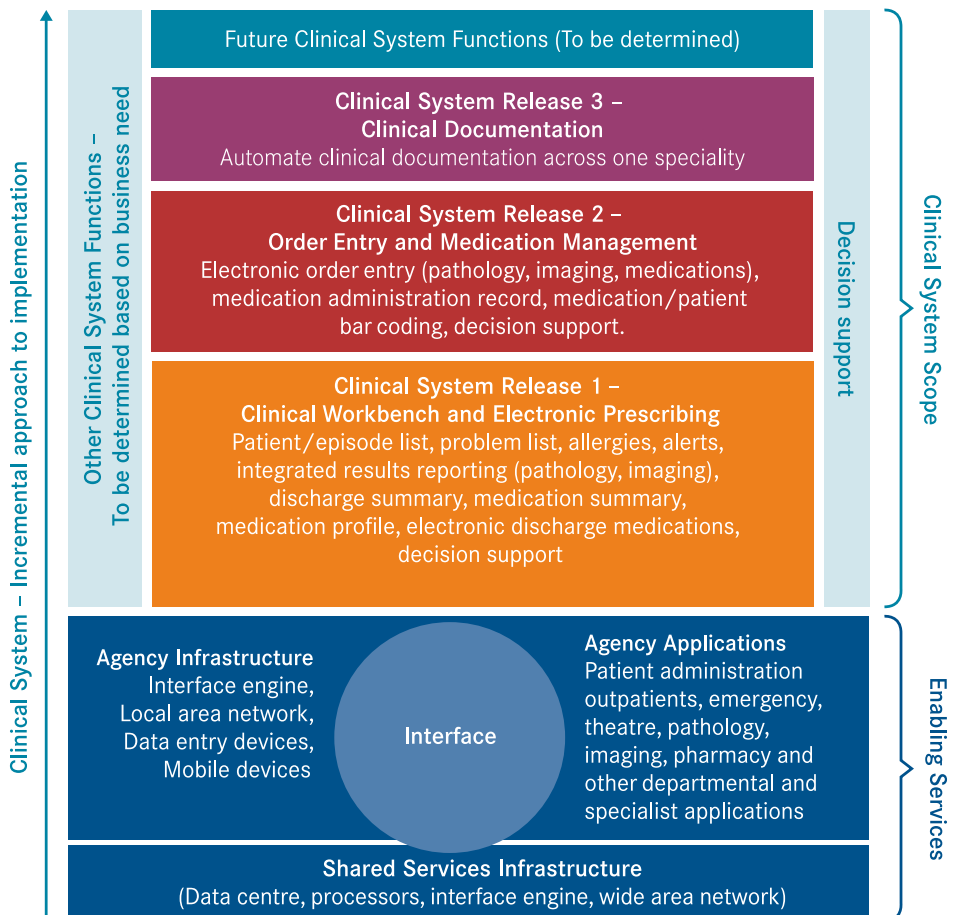 Clinical System – Incremental approach to implementation
Other Clinical System Functions –
To be determined based on business need
Future Clinical System Functions (To be determined)
Clinical System Release 3 –
Clinical Documentation
Automate clinical documentation across one speciality
Clinical System Release 2 –
Order Entry and Medication Management
Electronic order entry (pathology, imaging, medications),
medication administration record, medication/patient
bar coding, decision support.
Clinical System Release 1 –
Clinical Workbench and Electronic Prescribing
Patient/episode list, problem list, allergies, alerts,
integrated results reporting (pathology, imaging),
discharge summary, medication summary,
medication profile, electronic discharge medications,
decision support
Decision support
Clinical System Scope
Agency Infrastructure
Interface engine,
Local area network,
Data entry devices,
Mobile devices
Interface
Agency Applications
Patient administration
outpatients, emergency,
theatre, pathology,
imaging, pharmacy and
other departmental and
specialist applications
Enabling Services
Shared Services Infrastructure
(Data centre, processors, interface engine, wide area network)